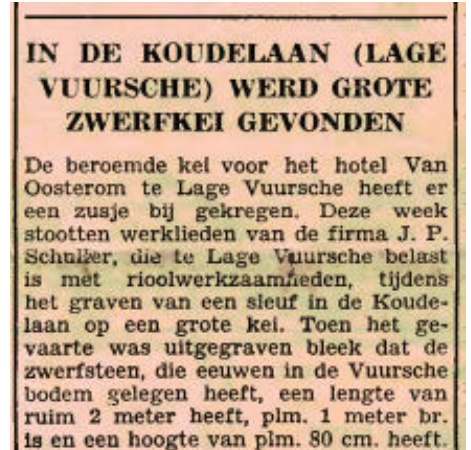 IN DE KOUDELAAN (LAGE
VUURSCHE) WERD GROTE
ZWERFKEI GEVONDEN
De beroemde kei voor het hotel Van
Oosterom te Lage Vuursche heeft er
een zusje bij gekregen. Deze week
stootten werklieden van de firma J. P.
Schuller, die te Lage Vuursche belast
is met rioolwerkzaamheden, tijdens
het graven van een sleuf in de Koude-
laan op een grote kei. Toen het ge-
vaarte was uitgegraven bleek dat de
zwerfsteen, die eeuwen in de Vuursche
bodem gelegen heeft, een lengte van
ruim 2 meter heeft, plm. 1 meter br.
is en een hoogte van plm. 80 cm. heeft.